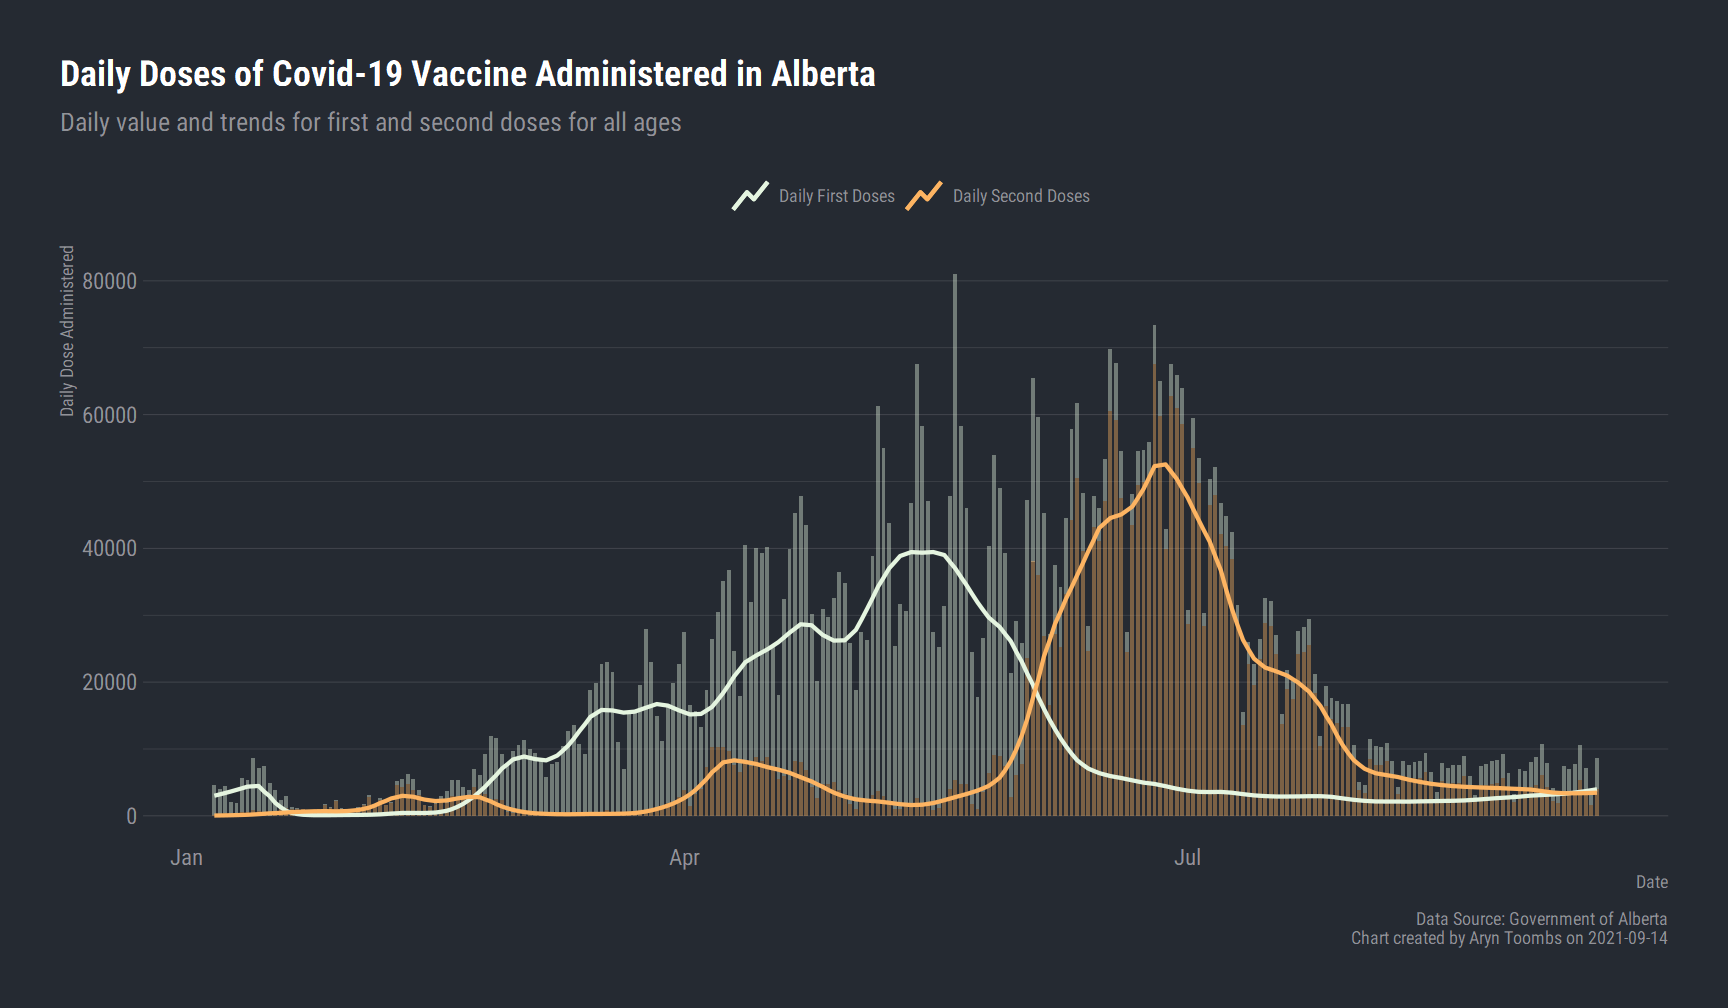 Daily Doses of Covid-19 Vaccine Administered in Alberta
Daily value and trends for first and second doses for all ages
Daily First Doses
Daily Second Doses
Daily Dose Administered
80000
60000
40000
20000
0
Jan
Apr
Jul
Date
Data Source: Government of Alberta
Chart created by Aryn Toombs on 2021-09-14